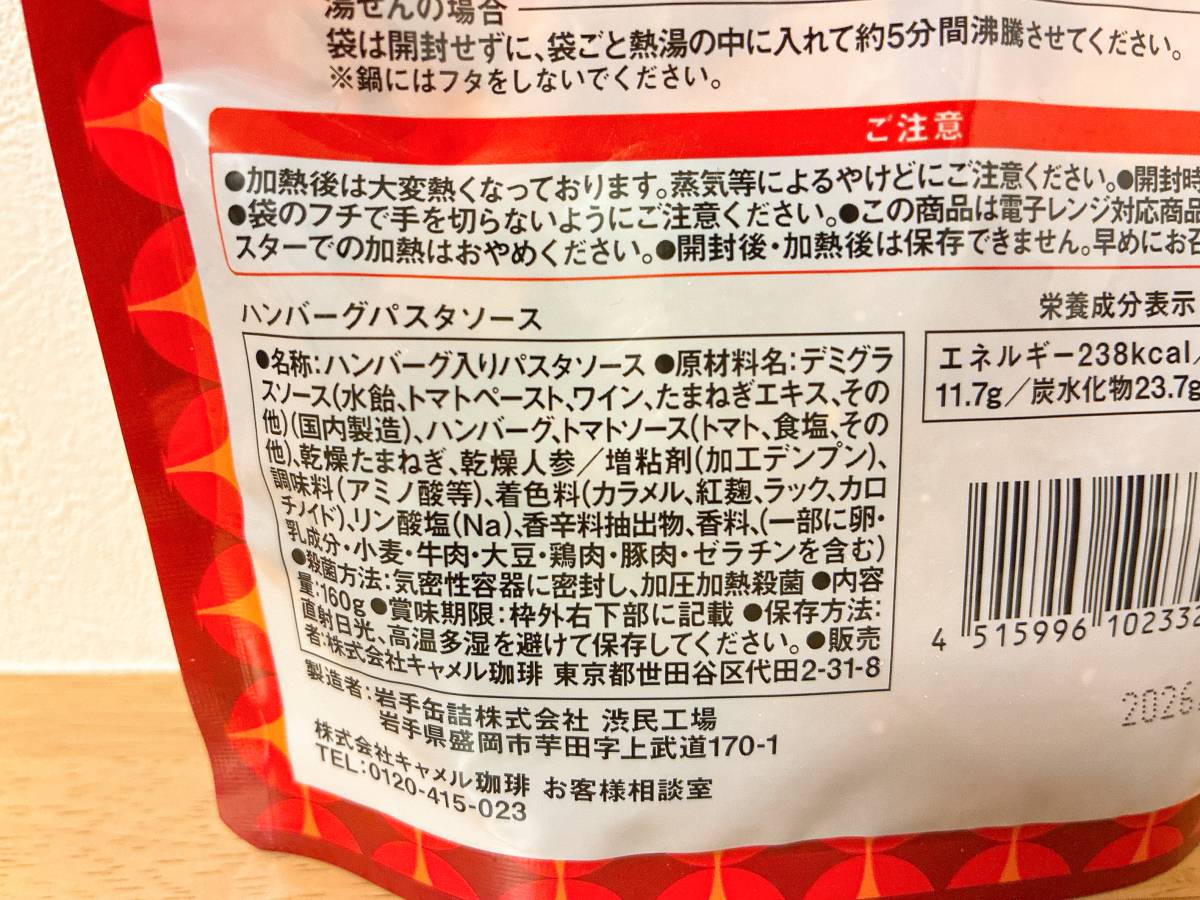 湯せんの場合
袋は開封せずに、袋ごと熱湯の中に入れて約5分間沸騰させてください。
※鍋にはフタをしないでください。
ご注意
●加熱後は大変熱くなっております。蒸気等によるやけどにご注意ください。●開封時
●袋のフチで手を切らないようにご注意ください。●この商品は電子レンジ対応商品
スターでの加熱はおやめください。●開封後・加熱後は保存できません。早めにお召
ハンバーグパスタソース
●名称:ハンバーグ入りパスタソース ●原材料名:デミグラ
スソース(水飴、トマトペースト、ワイン、たまねぎエキス、その
他)(国内製造)、ハンバーグ、トマトソース(トマト、食塩、その
他)、乾燥たまねぎ、乾燥人参/増粘剤(加工デンプン)、
調味料(アミノ酸等)、着色料(カラメル、紅麹、ラック、カロ
チノイド)、リン酸塩(Na)、香辛料抽出物、香料、(一部に卵・
乳成分・小麦・牛肉・大豆・鶏肉・豚肉・ゼラチンを含む)
●殺菌方法:気密性容器に密封し、加圧加熱殺菌 ●内容
量:160g ●賞味期限:枠外右下部に記載 ●保存方法:
直射日光、高温多湿を避けて保存してください。●販売
者:株式会社キャメル珈琲 東京都世田谷区代田2-31-8
製造者:岩手缶詰株式会社 渋民工場
岩手県盛岡市芋田字上武道170-1
株式会社キャメル珈琲 お客様相談室
TEL:0120-415-023
栄養成分表示
エネルギー238kcal/
11.7g/炭水化物23.7g
4 515996 102332
2026